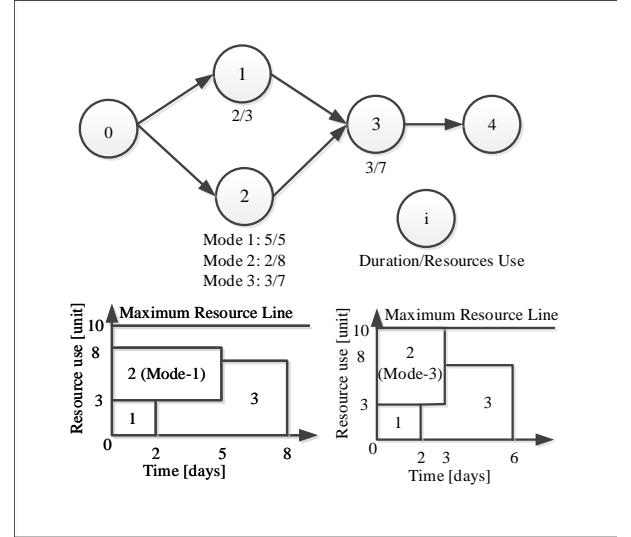 1
0
2/3
3
4
3/7
2
i
Mode 1: 5/5
Mode 2: 2/8
Mode 3: 3/7
Duration/Resources Use
Maximum Resource Line
Resource use [unit]
10
8
3
0
2 (Mode-1)
1
3
2
5
8
Time [days]
Maximum Resource Line
Resource use [unit]
10
8
3
0
2
(Mode-3)
1
3
2
3
6
Time [days]